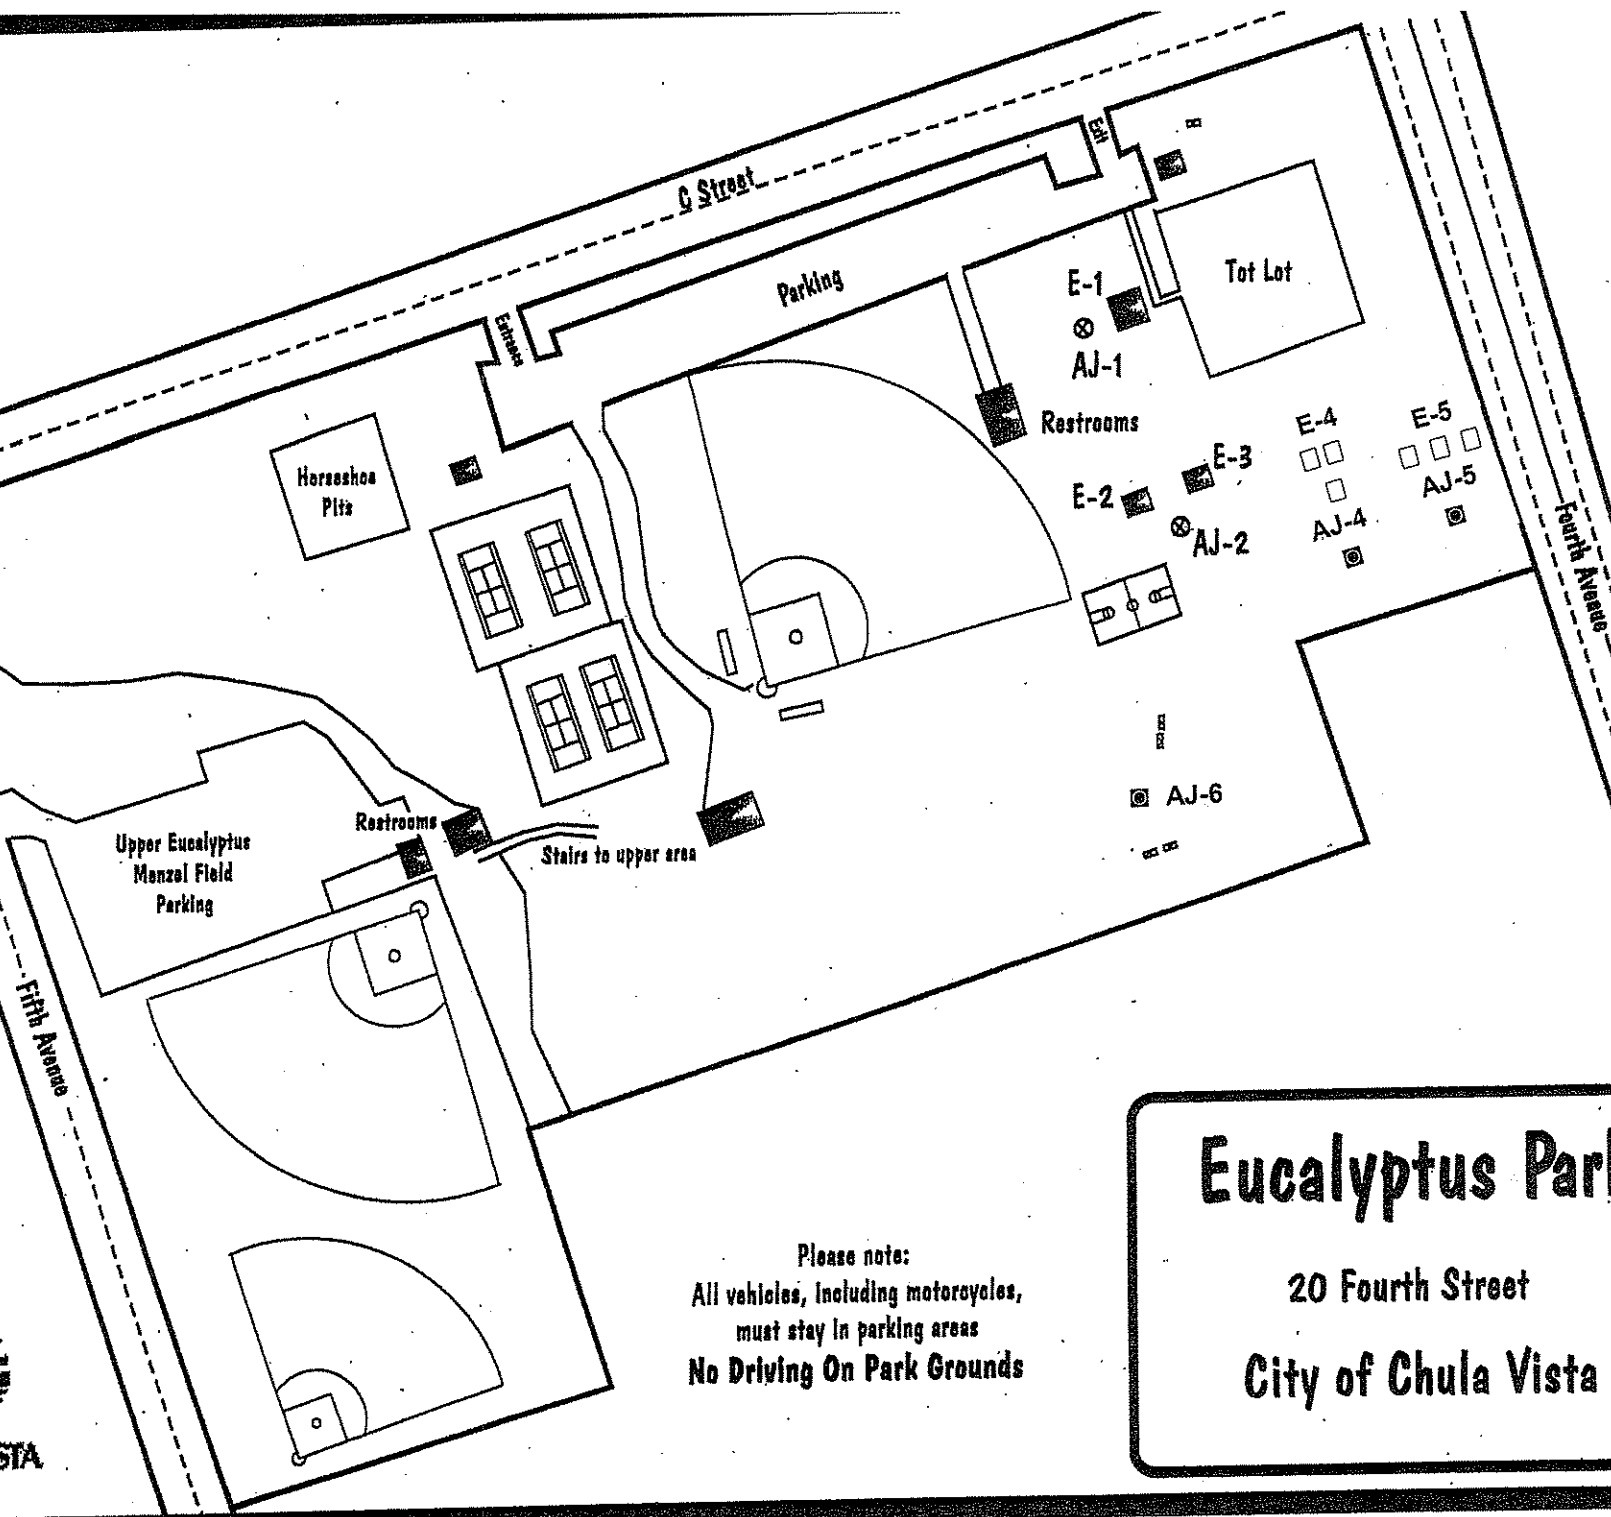 C Street
Exit
Parking
Entrance
Tot Lot
E-1
AJ-1
Restrooms
Horseshoe
Pits
E-4
E-5
E-3
E-2
AJ-5
AJ-4
AJ-2
Fourth Avenue
AJ-6
Restrooms
Stairs to upper area
Upper Eucalyptus
Menzel Field
Parking
Fifth Avenue
Please note:
All vehicles, including motorcycles,
must stay in parking areas
No Driving On Park Grounds
Eucalyptus Park
20 Fourth Street
City of Chula Vista
STA